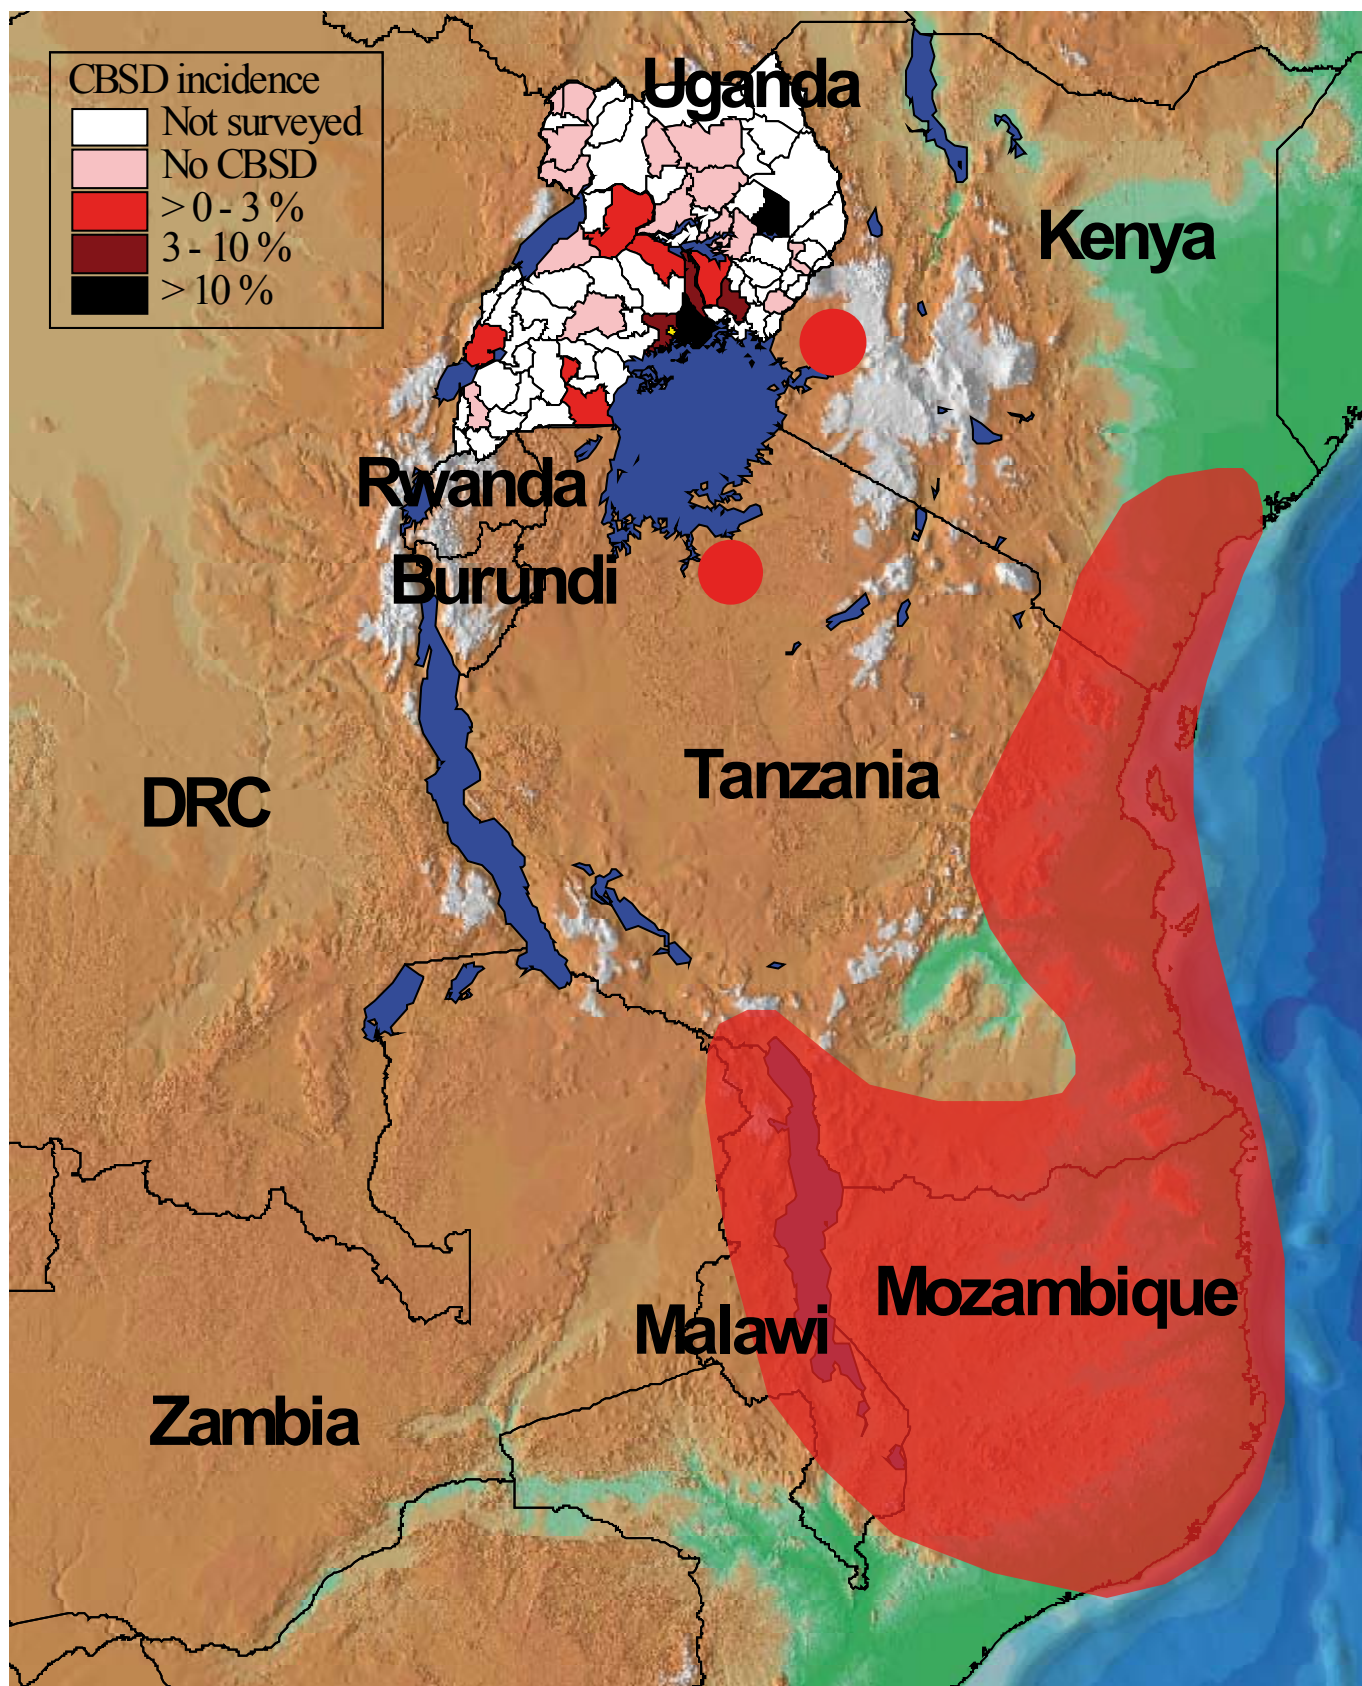 CBSD incidence
Not surveyed
No CBSD
> 0 - 3 %
3 - 10 %
> 10 %
Uganda
Kenya
Rwanda
Burundi
Tanzania
DRC
Mozambique
Malawi
Zambia